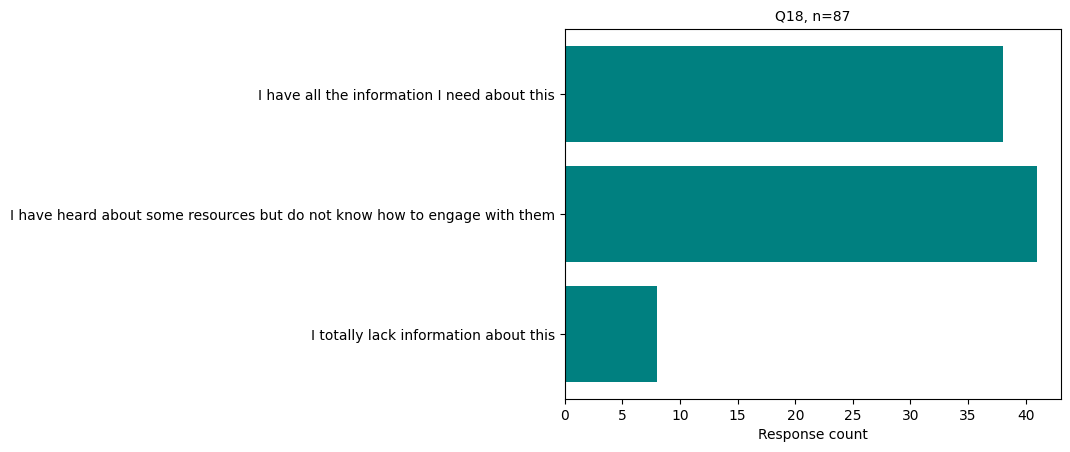 Q18, n=87
I have all the information I need about this
I have heard about some resources but do not know how to engage with them
I totally lack information about this
0 5 10 15 20 25 30 35 40
Response count